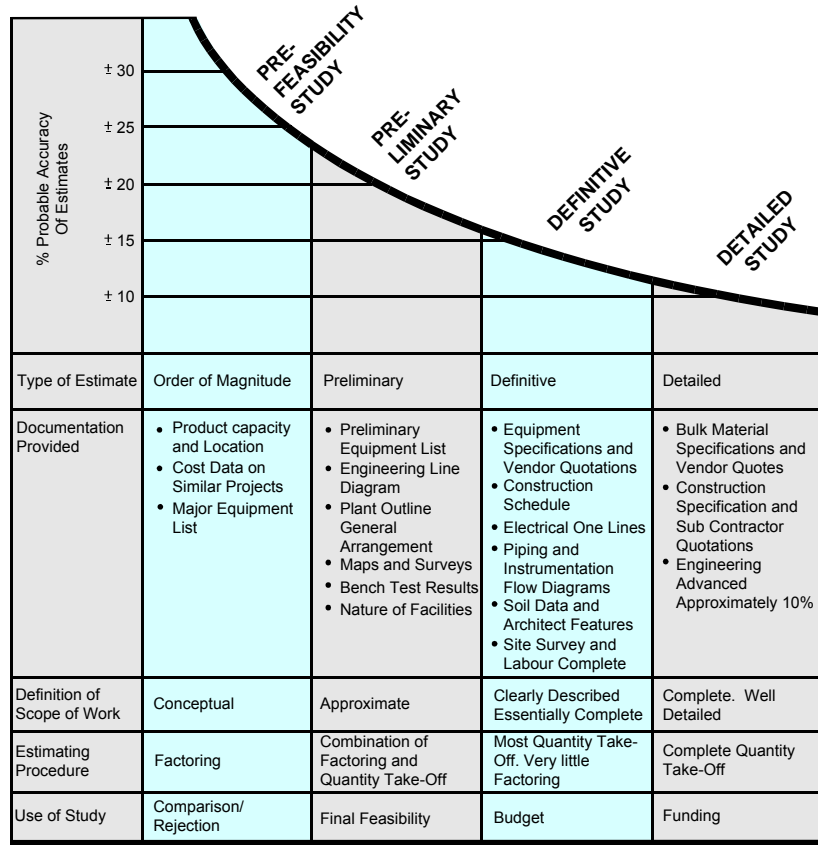 PRE-
FEASIBILITY
STUDY
PRE-
LIMINARY
STUDY
DEFINITIVE
STUDY
DETAILED
STUDY
% Probable Accuracy
Of Estimates
± 30
± 25
± 20
± 15
± 10
Type of Estimate
Order of Magnitude
Preliminary
Definitive
Detailed
Documentation
Provided
• Product capacity
and Location
• Cost Data on
Similar Projects
• Major Equipment
List
• Preliminary
Equipment List
• Engineering Line
Diagram
• Plant Outline
General
Arrangement
• Maps and Surveys
• Bench Test Results
• Nature of Facilities
• Equipment
Specifications and
Vendor Quotations
• Construction
Schedule
• Electrical One Lines
• Piping and
Instrumentation
Flow Diagrams
• Soil Data and
Architect Features
• Site Survey and
Labour Complete
• Bulk Material
Specifications and
Vendor Quotes
• Construction
Specification and
Sub Contractor
Quotations
• Engineering
Advanced
Approximately 10%
Definition of
Scope of Work
Conceptual
Approximate
Clearly Described
Essentially Complete
Complete. Well
Detailed
Estimating
Procedure
Factoring
Combination of
Factoring and
Quantity Take-Off
Most Quantity Take-
Off. Very little
Factoring
Complete Quantity
Take-Off
Use of Study
Comparison/
Rejection
Final Feasibility
Budget
Funding